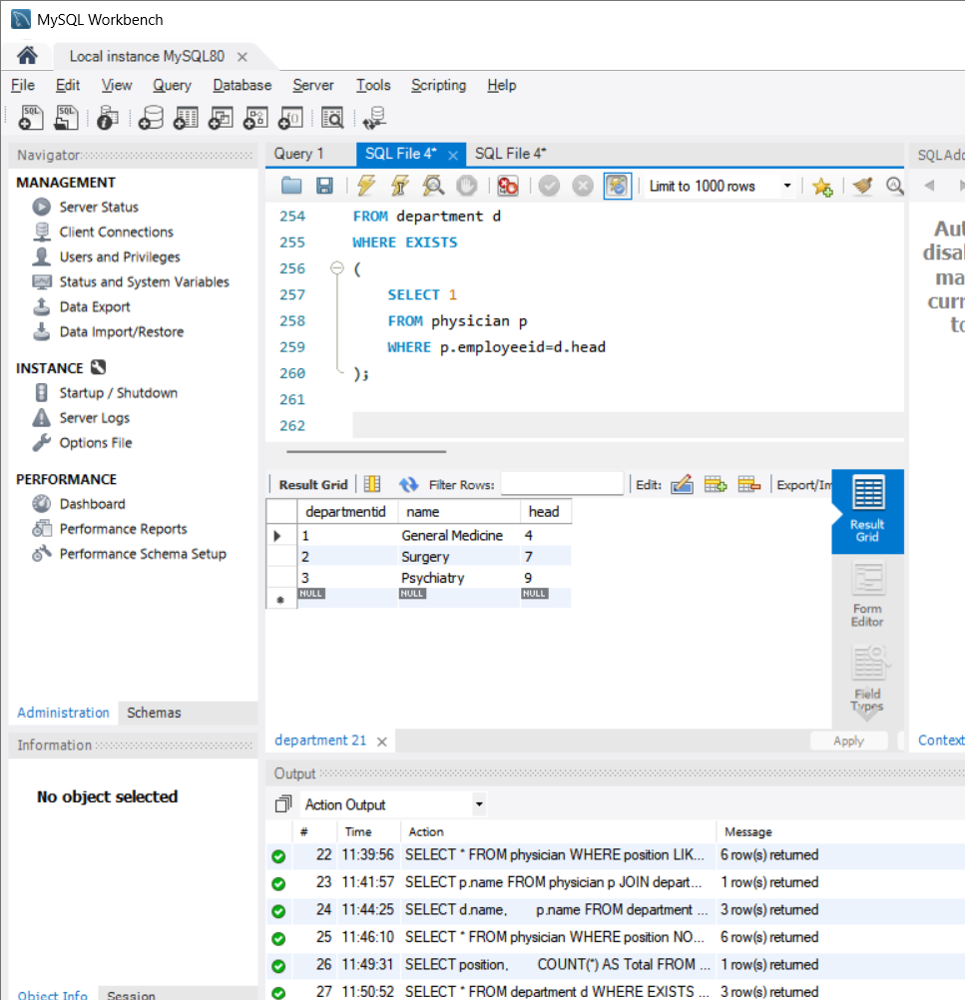 MySQL Workbench
Local instance MySQL80
File Edit View Query Database Server Tools Scripting Help
Navigator
MANAGEMENT
Server Status
Client Connections
Users and Privileges
Status and System Variables
Data Export
Data Import/Restore
INSTANCE
Startup / Shutdown
Server Logs
Options File
PERFORMANCE
Dashboard
Performance Reports
Performance Schema Setup
Administration Schemas
Information
No object selected
Object Info Session
Query 1 SQL File 4* SQL File 4*
Limit to 1000 rows
254 FROM department d
255 WHERE EXISTS
256 (
257 SELECT 1
258 FROM physician p
259 WHERE p.employeeid=d.head
260 );
261
262
Result Grid Filter Rows: Edit: Export/Im
departmentid name head
1 General Medicine 4
2 Surgery 7
3 Psychiatry 9
NULL NULL NULL
Result Grid
Form Editor
Field Types
department 21
Apply
Output
Action Output
# Time Action Message
22 11:39:56 SELECT * FROM physician WHERE position LIK... 6 row(s) returned
23 11:41:57 SELECT p.name FROM physician p JOIN depart... 1 row(s) returned
24 11:44:25 SELECT d.name, p.name FROM department ... 3 row(s) returned
25 11:46:10 SELECT * FROM physician WHERE position NO... 6 row(s) returned
26 11:49:31 SELECT position, COUNT(*) AS Total FROM ... 1 row(s) returned
27 11:50:52 SELECT * FROM department d WHERE EXISTS ... 3 row(s) returned
SQLAdd
Aut
disal
ma
curr
to
Context